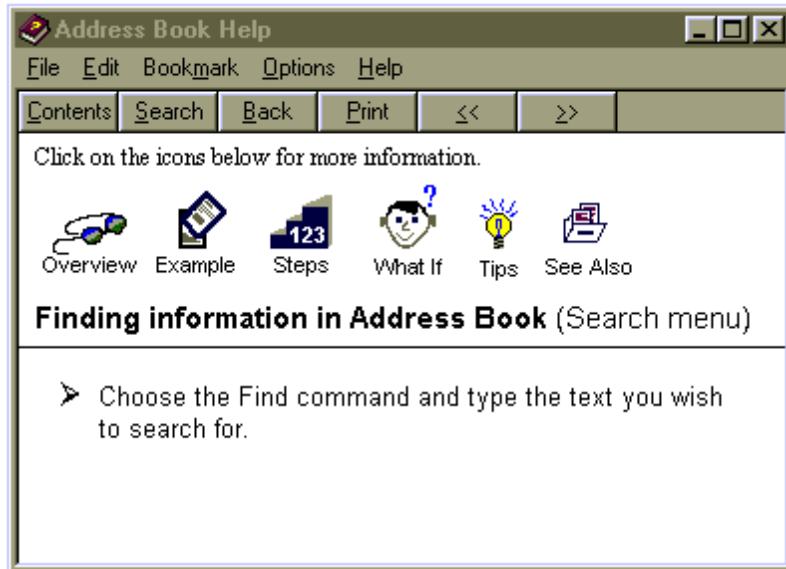 Address Book Help
File Edit Bookmark Options Help
Contents Search Back Print << >>
Click on the icons below for more information.
123 ?
Overview Example Steps What If Tips See Also
Finding information in Address Book (Search menu)
Choose the Find command and type the text you wish
to search for.